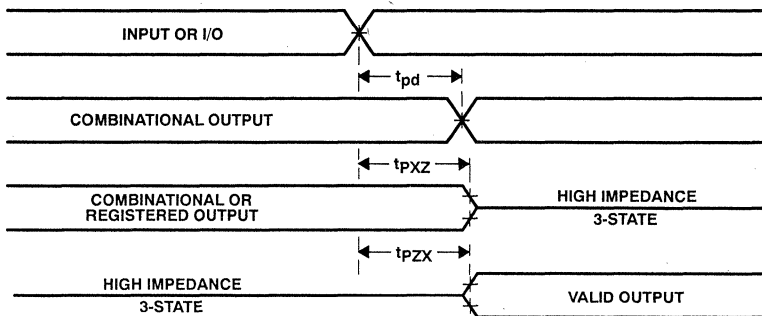 INPUT OR I/O
tpd
COMBINATIONAL OUTPUT
tPXZ
COMBINATIONAL OR
REGISTERED OUTPUT
HIGH IMPEDANCE
3-STATE
tPZX
HIGH IMPEDANCE
3-STATE
VALID OUTPUT